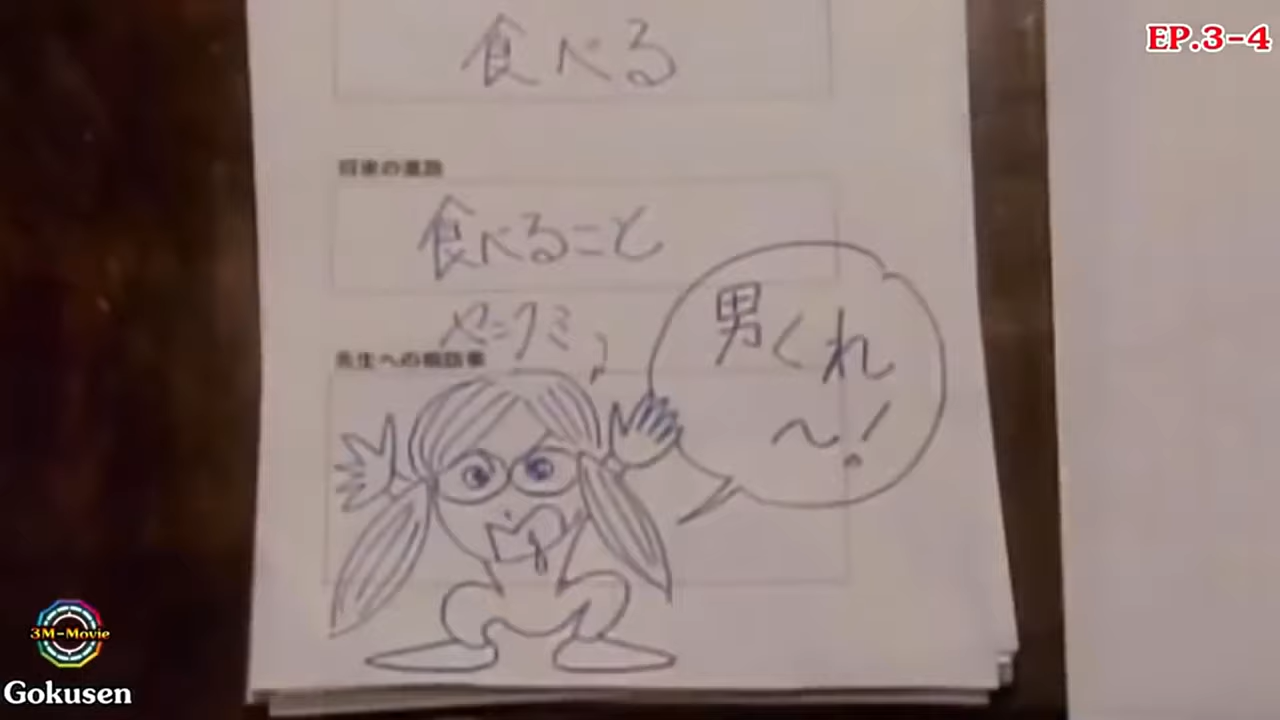 EP.3-4
食べる
将来の進路
食べること
ヤンクミ
先生への相談事
男くれ
〜!
3M-Movie
Gokusen